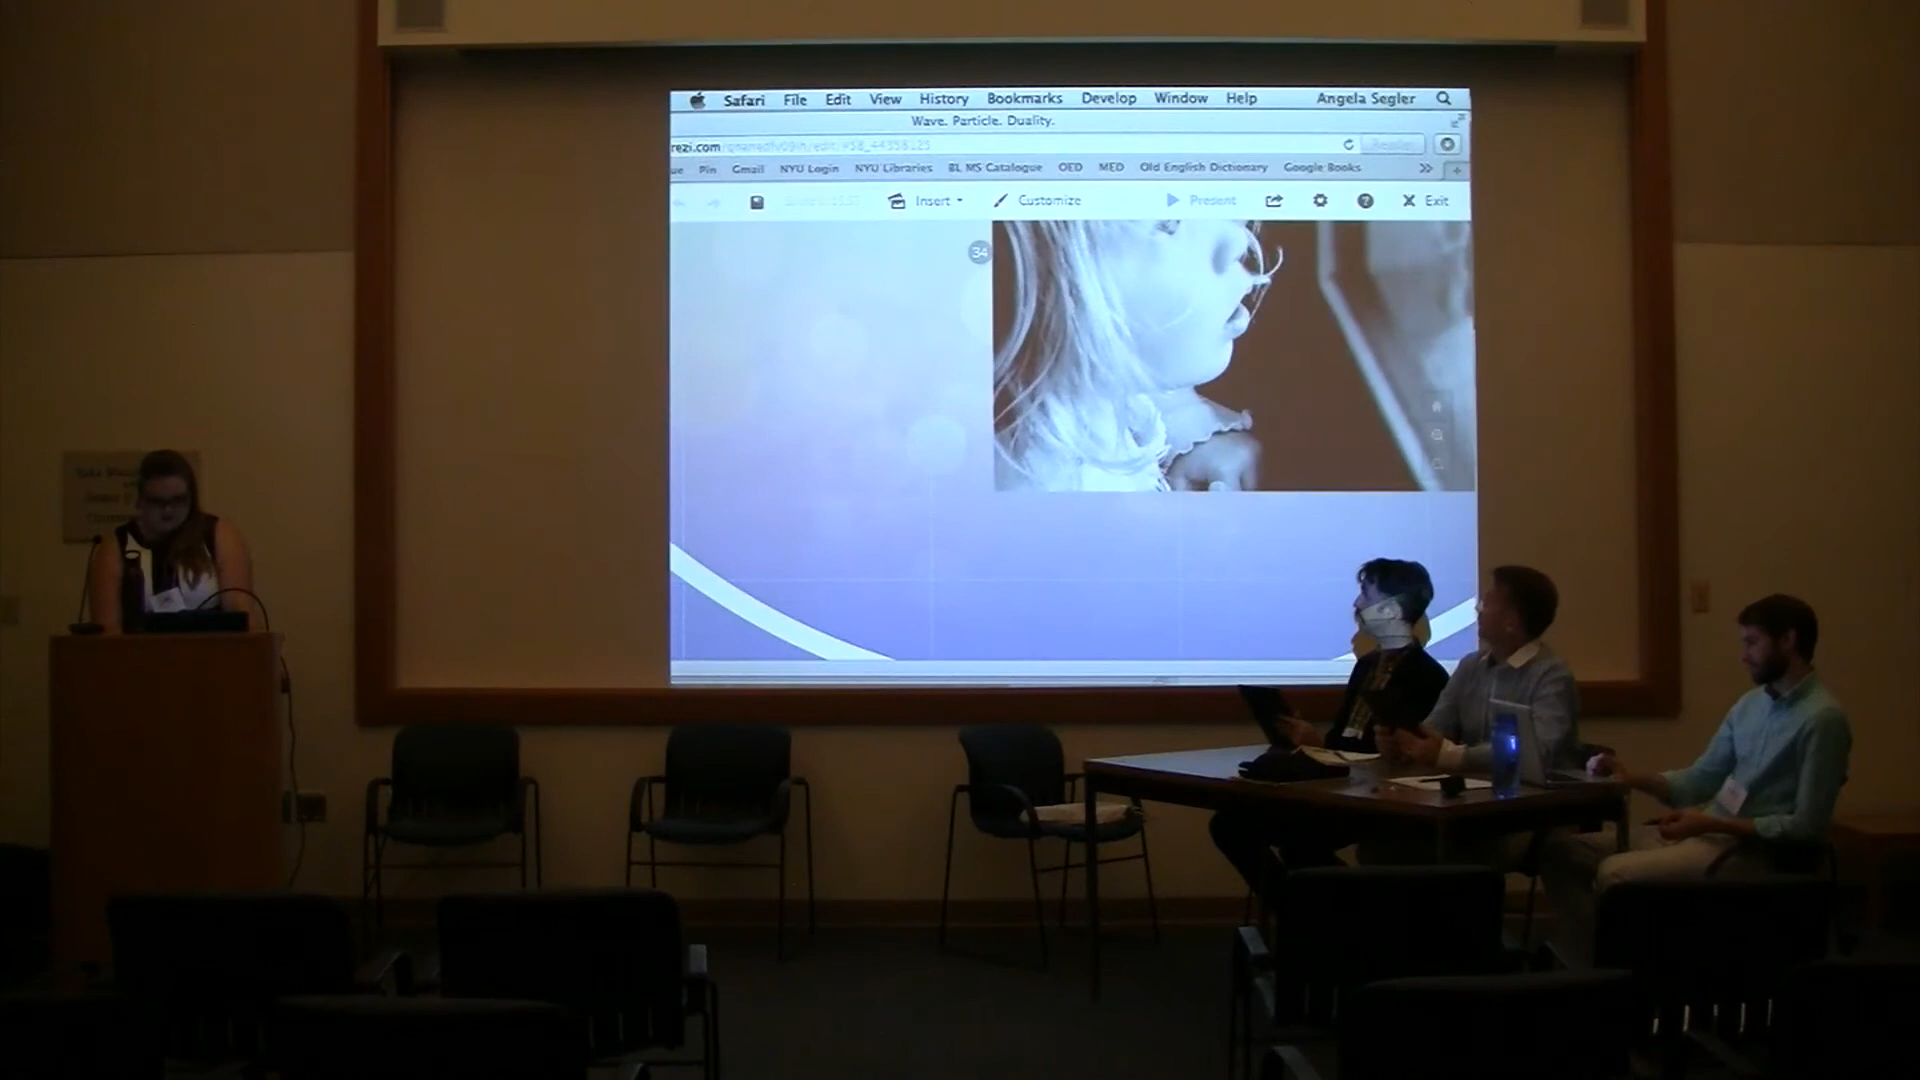 Safari File Edit View History Bookmarks Develop Window Help Angela Segler
Wave. Particle. Duality.
rezi.com
ue Pin Gmail NYU Login NYU Libraries BL MS Catalogue OED MED Old English Dictionary Google Books
Insert Customize Present Exit
34